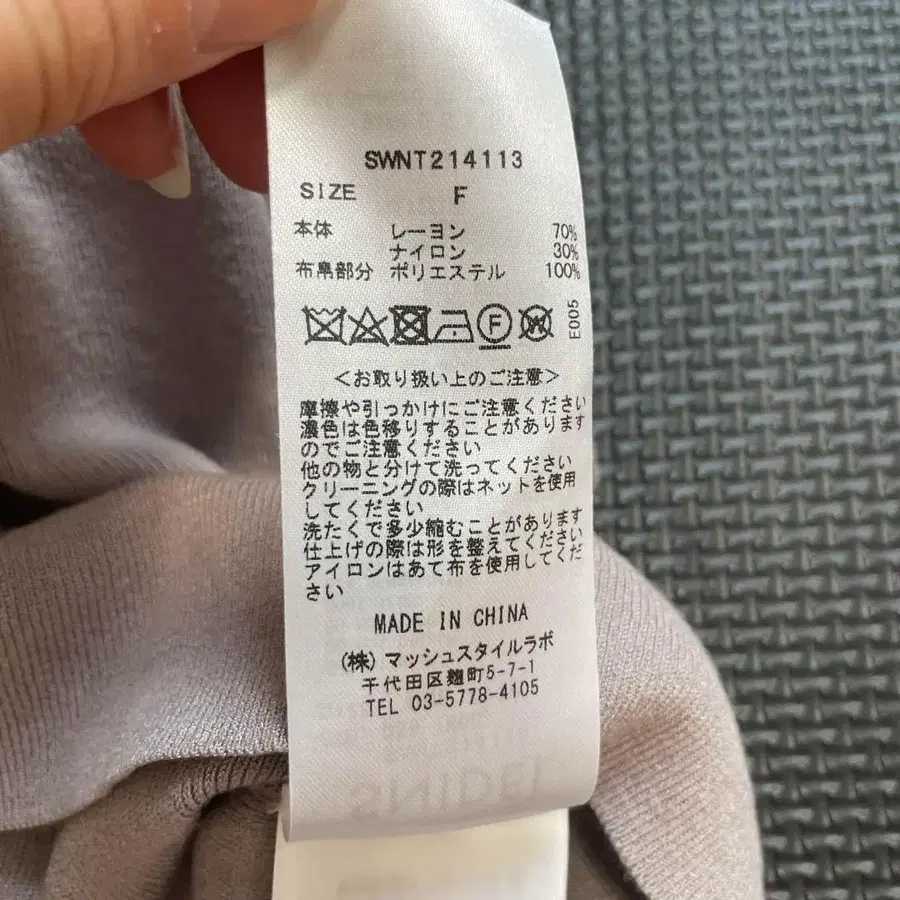 SWNT214113
SIZE F
本体 レーヨン 70%
ナイロン 30%
布帛部分 ポリエステル 100%
F W E005
＜お取り扱い上のご注意＞
摩擦や引っかけにご注意ください
濃色は色移りすることがあります
のでご注意ください
他の物と分けて洗ってください
クリーニングの際はネットを使用
してください
洗たくで多少縮むことがあります
仕上げの際は形を整えてください
アイロンはあて布を使用してくだ
さい
MADE IN CHINA
(株)マッシュスタイルラボ
千代田区麹町5-7-1
TEL 03-5778-4105